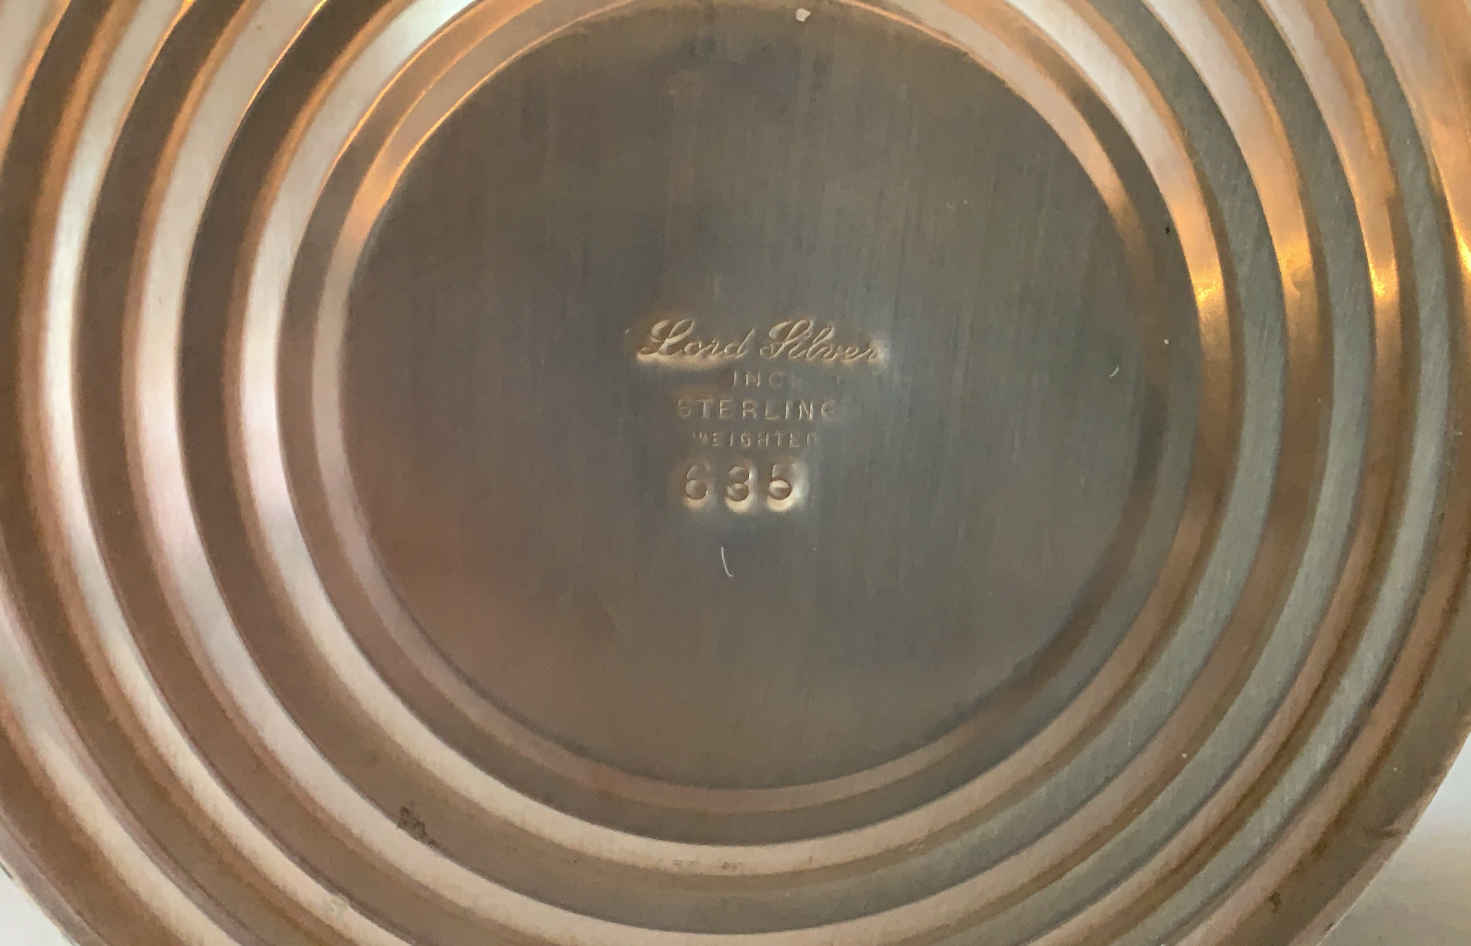 Lord Silver
INC.
STERLING
WEIGHTED
635